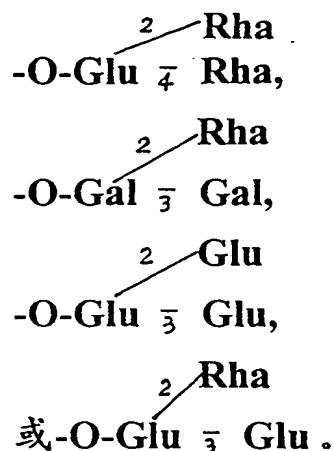 2 Rha
-O-Glu 4 Rha,
2 Rha
-O-Gal 3 Gal,
2 Glu
-O-Glu 3 Glu,
2 Rha
或-O-Glu 3 Glu。